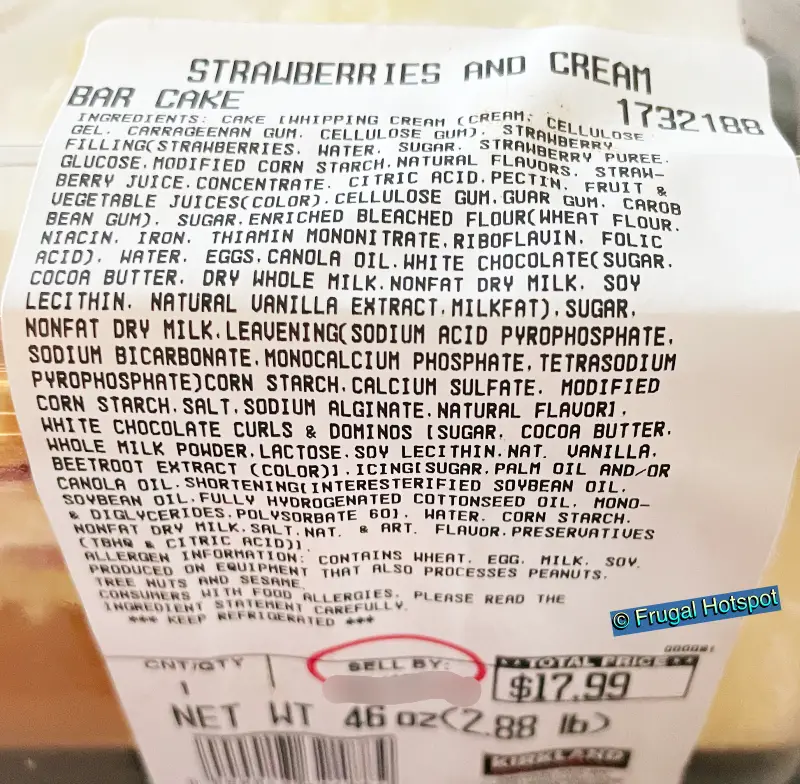 STRAWBERRIES AND CREAM
BAR CAKE 1732188
INGREDIENTS: CAKE [WHIPPING CREAM (CREAM, CELLULOSE
GEL, CARRAGEENAN GUM, CELLULOSE GUM), STRAWBERRY
FILLING(STRAWBERRIES, WATER, SUGAR, STRAWBERRY PUREE,
GLUCOSE,MODIFIED CORN STARCH,NATURAL FLAVORS, STRAW-
BERRY JUICE,CONCENTRATE, CITRIC ACID,PECTIN, FRUIT &
VEGETABLE JUICES(COLOR),CELLULOSE GUM,GUAR GUM, CAROB
BEAN GUM), SUGAR,ENRICHED BLEACHED FLOUR(WHEAT FLOUR,
NIACIN, IRON, THIAMIN MONONITRATE,RIBOFLAVIN, FOLIC
ACID), WATER, EGGS,CANOLA OIL,WHITE CHOCOLATE(SUGAR,
COCOA BUTTER, DRY WHOLE MILK,NONFAT DRY MILK, SOY
LECITHIN, NATURAL VANILLA EXTRACT,MILKFAT),SUGAR,
NONFAT DRY MILK,LEAVENING(SODIUM ACID PYROPHOSPHATE,
SODIUM BICARBONATE,MONOCALCIUM PHOSPHATE,TETRASODIUM
PYROPHOSPHATE)CORN STARCH,CALCIUM SULFATE, MODIFIED
CORN STARCH,SALT,SODIUM ALGINATE,NATURAL FLAVOR],
WHITE CHOCOLATE CURLS & DOMINOS [SUGAR, COCOA BUTTER,
WHOLE MILK POWDER,LACTOSE,SOY LECITHIN,NAT. VANILLA,
BEETROOT EXTRACT (COLOR)],ICING[SUGAR,PALM OIL AND/OR
CANOLA OIL,SHORTENING[INTERESTERIFIED SOYBEAN OIL,
SOYBEAN OIL,FULLY HYDROGENATED COTTONSEED OIL, MONO-
& DIGLYCERIDES,POLYSORBATE 60], WATER, CORN STARCH,
NONFAT DRY MILK,SALT,NAT. & ART. FLAVOR,PRESERVATIVES
(TBHQ & CITRIC ACID)]
ALLERGEN INFORMATION: CONTAINS WHEAT, EGG, MILK, SOY.
PRODUCED ON EQUIPMENT THAT ALSO PROCESSES PEANUTS,
TREE NUTS AND SESAME
CONSUMERS WITH FOOD ALLERGIES, PLEASE READ THE
INGREDIENT STATEMENT CAREFULLY.
*** KEEP REFRIGERATED ***
© Frugal Hotspot
CNT/QTY SELL BY: **TOTAL PRICE**
1 $17.99
NET WT 46 oz(2.88 lb)
KIRKLAND